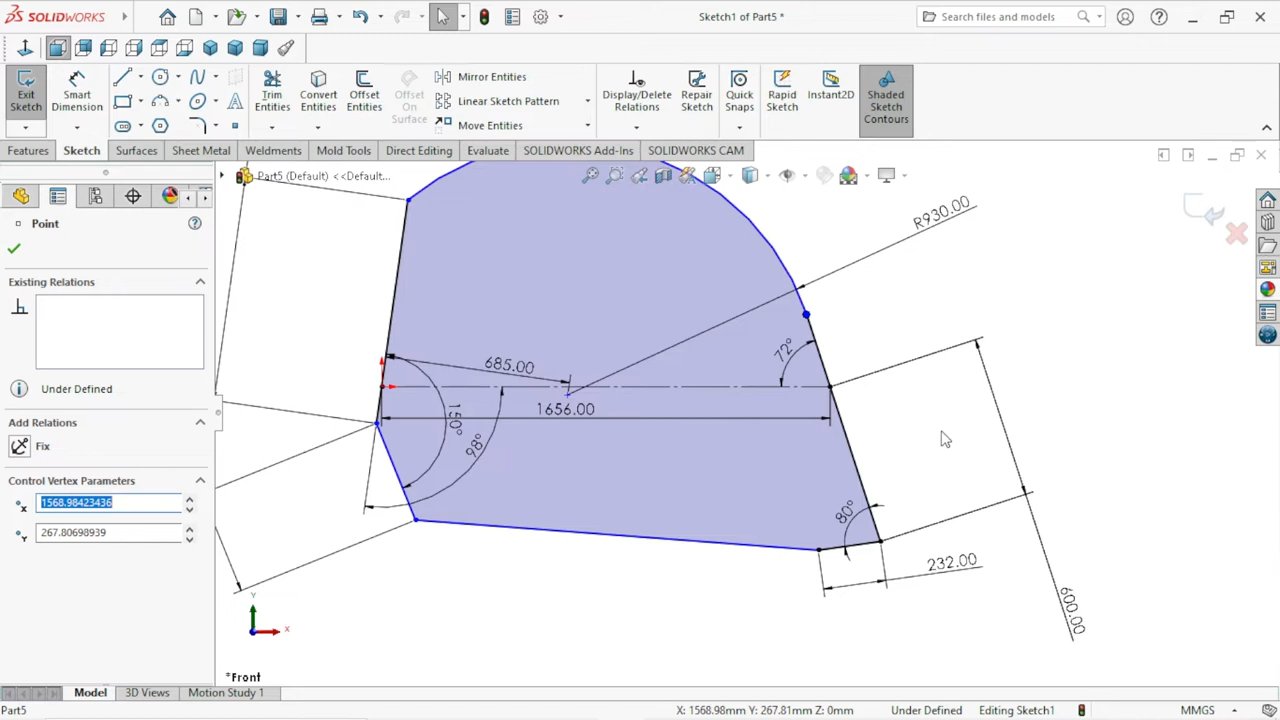 SOLIDWORKS
Sketch1 of Part5 *
Search files and models
Exit Sketch
Smart Dimension
Trim Entities
Convert Entities
Offset Entities
Offset On Surface
Mirror Entities
Linear Sketch Pattern
Move Entities
Display/Delete Relations
Repair Sketch
Quick Snaps
Rapid Sketch
Instant2D
Shaded Sketch Contours
Features
Sketch
Surfaces
Sheet Metal
Weldments
Mold Tools
Direct Editing
Evaluate
SOLIDWORKS Add-Ins
SOLIDWORKS CAM
Part5 (Default) <<Default...
Point
Existing Relations
Under Defined
Add Relations
Fix
Control Vertex Parameters
1568.98423436
267.80698939
R930.00
72°
685.00
1656.00
150°
98°
80°
232.00
600.00
Y
X
*Front
Model
3D Views
Motion Study 1
Part5
X: 1568.98mm Y: 267.81mm Z: 0mm
Under Defined
Editing Sketch1
MMGS